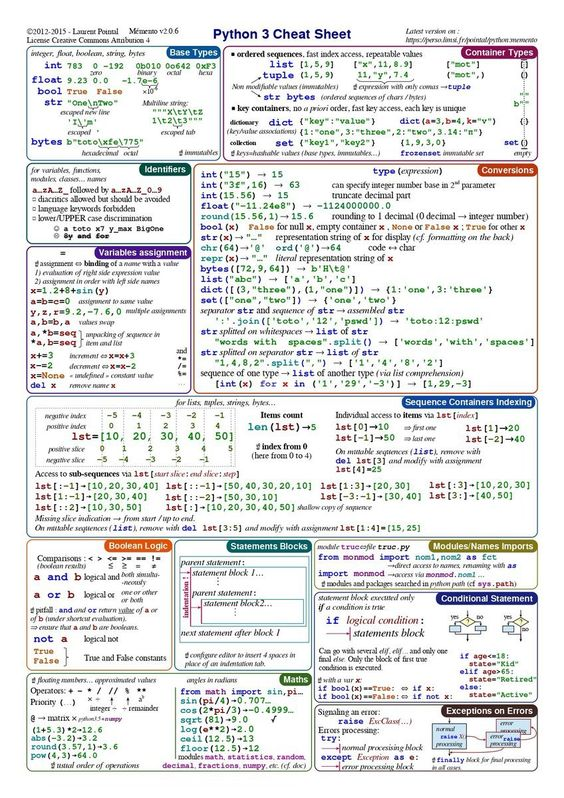 ©2012-2015 - Laurent Pointal Mémento v2.0.6
License Creative Commons Attribution 4
Python 3 Cheat Sheet
Latest version on :
https://perso.limsi.fr/pointal/python:memento
integer, float, boolean, string, bytes
Base Types
int 783 0 -192 0b010 0o642 0xF3
zero binary octal hexa
float 9.23 0.0 -1.7e-6
bool True False
str "One\nTwo"
escaped new line
'I\'m'
escaped '
Multiline string:
"""X\tY\tZ
1\t2\t3"""
escaped tab
bytes b"toto\xfe\775"
hexadecimal octal
immutables
Container Types
▪ ordered sequences, fast index access, repeatable values
list [1,5,9] ["x",11,8.9] ["mot"] []
tuple (1,5,9) 11,"y",7.4 ("mot",) ()
Non modifiable values (immutables) expression with only comas →tuple
str bytes (ordered sequences of chars / bytes)
""
b""
▪ key containers, no a priori order, fast key access, each key is unique
dictionary dict {"key":"value"} dict(a=3,b=4,k="v") {}
(key/value associations) {1:"one",3:"three",2:"two",3.14:"π"}
collection set {"key1","key2"} {1,9,3,0} set()
keys=hashable values (base types, immutables…) frozenset immutable set empty
Identifiers
for variables, functions,
modules, classes… names
a…zA…Z_ followed by a…zA…Z_0…9
▫ diacritics allowed but should be avoided
▫ language keywords forbidden
▫ lower/UPPER case discrimination
☺ a toto x7 y_max BigOne
☹ 8y and for
= Variables assignment
assignment ⇔ binding of a name with a value
1) evaluation of right side expression value
2) assignment in order with left side names
x=1.2+8+sin(y)
a=b=c=0 assignment to same value
y,z,r=9.2,-7.6,0 multiple assignments
a,b=b,a values swap
a,*b=seq
*a,b=seq
unpacking of sequence in
item and list
x+=3 increment ⇔ x=x+3
x-=2 decrement ⇔ x=x-2
x=None « undefined » constant value
del x remove name x
and
*=
/=
%=
…
type(expression)
Conversions
int("15") → 15
int("3f",16) → 63 can specify integer number base in 2nd parameter
int(15.56) → 15 truncate decimal part
float("-11.24e8") → -1124000000.0
round(15.56,1)→ 15.6 rounding to 1 decimal (0 decimal → integer number)
bool(x) False for null x, empty container x , None or False x ; True for other x
str(x)→ "…" representation string of x for display (cf. formatting on the back)
chr(64)→'@' ord('@')→64 code ↔ char
repr(x)→ "…" literal representation string of x
bytes([72,9,64]) → b'H\t@'
list("abc") → ['a','b','c']
dict([(3,"three"),(1,"one")]) → {1:'one',3:'three'}
set(["one","two"]) → {'one','two'}
separator str and sequence of str → assembled str
':'.join(['toto','12','pswd']) → 'toto:12:pswd'
str splitted on whitespaces → list of str
"words with  spaces".split() → ['words','with','spaces']
str splitted on separator str → list of str
"1,4,8,2".split(",") → ['1','4','8','2']
sequence of one type → list of another type (via list comprehension)
[int(x) for x in ('1','29','-3')] → [1,29,-3]
for lists, tuples, strings, bytes…
Sequence Containers Indexing
negative index -5 -4 -3 -2 -1
positive index 0 1 2 3 4
lst=[10, 20, 30, 40, 50]
positive slice 0 1 2 3 4 5
negative slice -5 -4 -3 -2 -1
Items count
len(lst)→5
index from 0
(here from 0 to 4)
Individual access to items via lst[index]
lst[0]→10 ⇒ first one lst[1]→20
lst[-1]→50 ⇒ last one lst[-2]→40
On mutable sequences (list), remove with
del lst[3] and modify with assignment
lst[4]=25
Access to sub-sequences via lst[start slice:end slice:step]
lst[:-1]→[10,20,30,40] lst[::-1]→[50,40,30,20,10] lst[1:3]→[20,30] lst[:3]→[10,20,30]
lst[1:-1]→[20,30,40] lst[::-2]→[50,30,10] lst[-3:-1]→[30,40] lst[3:]→[40,50]
lst[::2]→[10,30,50] lst[:]→[10,20,30,40,50] shallow copy of sequence
Missing slice indication → from start / up to end.
On mutable sequences (list), remove with del lst[3:5] and modify with assignment lst[1:4]=[15,25]
Boolean Logic
Comparisons : < > <= >= == !=
(boolean results) ≤ ≥ = ≠
a and b logical and both simulta-
-neously
a or b logical or one or other
or both
pitfall : and and or return value of a or
of b (under shortcut evaluation).
⇒ ensure that a and b are booleans.
not a logical not
True
False
True and False constants
Statements Blocks
parent statement :
statement block 1…
⁝
parent statement :
statement block2…
⁝
next statement after block 1
indentation !
configure editor to insert 4 spaces in
place of an indentation tab.
module truc⇔file truc.py
Modules/Names Imports
from monmod import nom1,nom2 as fct
→direct access to names, renaming with as
import monmod →access via monmod.nom1 …
modules and packages searched in python path (cf sys.path)
statement block executed only
if a condition is true
Conditional Statement
if logical condition :
statements block
yes no
? ?
yes
no
Can go with several elif, elif... and only one
final else. Only the block of first true
condition is executed.
with a var x:
if bool(x)==True: ⇔ if x:
if bool(x)==False: ⇔ if not x:
if age<=18:
state="Kid"
elif age>65:
state="Retired"
else:
state="Active"
floating numbers… approximated values
angles in radians
Maths
Operators: + - * / // % **
Priority (…) × ÷ ↑ ↑ aᵇ
integer ÷ ÷ remainder
@ → matrix × python3.5+numpy
(1+5.3)*2→12.6
abs(-3.2)→3.2
round(3.57,1)→3.6
pow(4,3)→64.0
usual order of operations
from math import sin,pi…
sin(pi/4)→0.707…
cos(2*pi/3)→-0.4999…
sqrt(81)→9.0 √
log(e**2)→2.0
ceil(12.5)→13
floor(12.5)→12
modules math, statistics, random,
decimal, fractions, numpy, etc. (cf. doc)
Exceptions on Errors
Signaling an error:
raise ExcClass(…)
Errors processing:
try:
normal processing block
except Exception as e:
error processing block
normal
processing
raise X()
error
processing
error
processing
raise
finally block for final processing
in all cases.